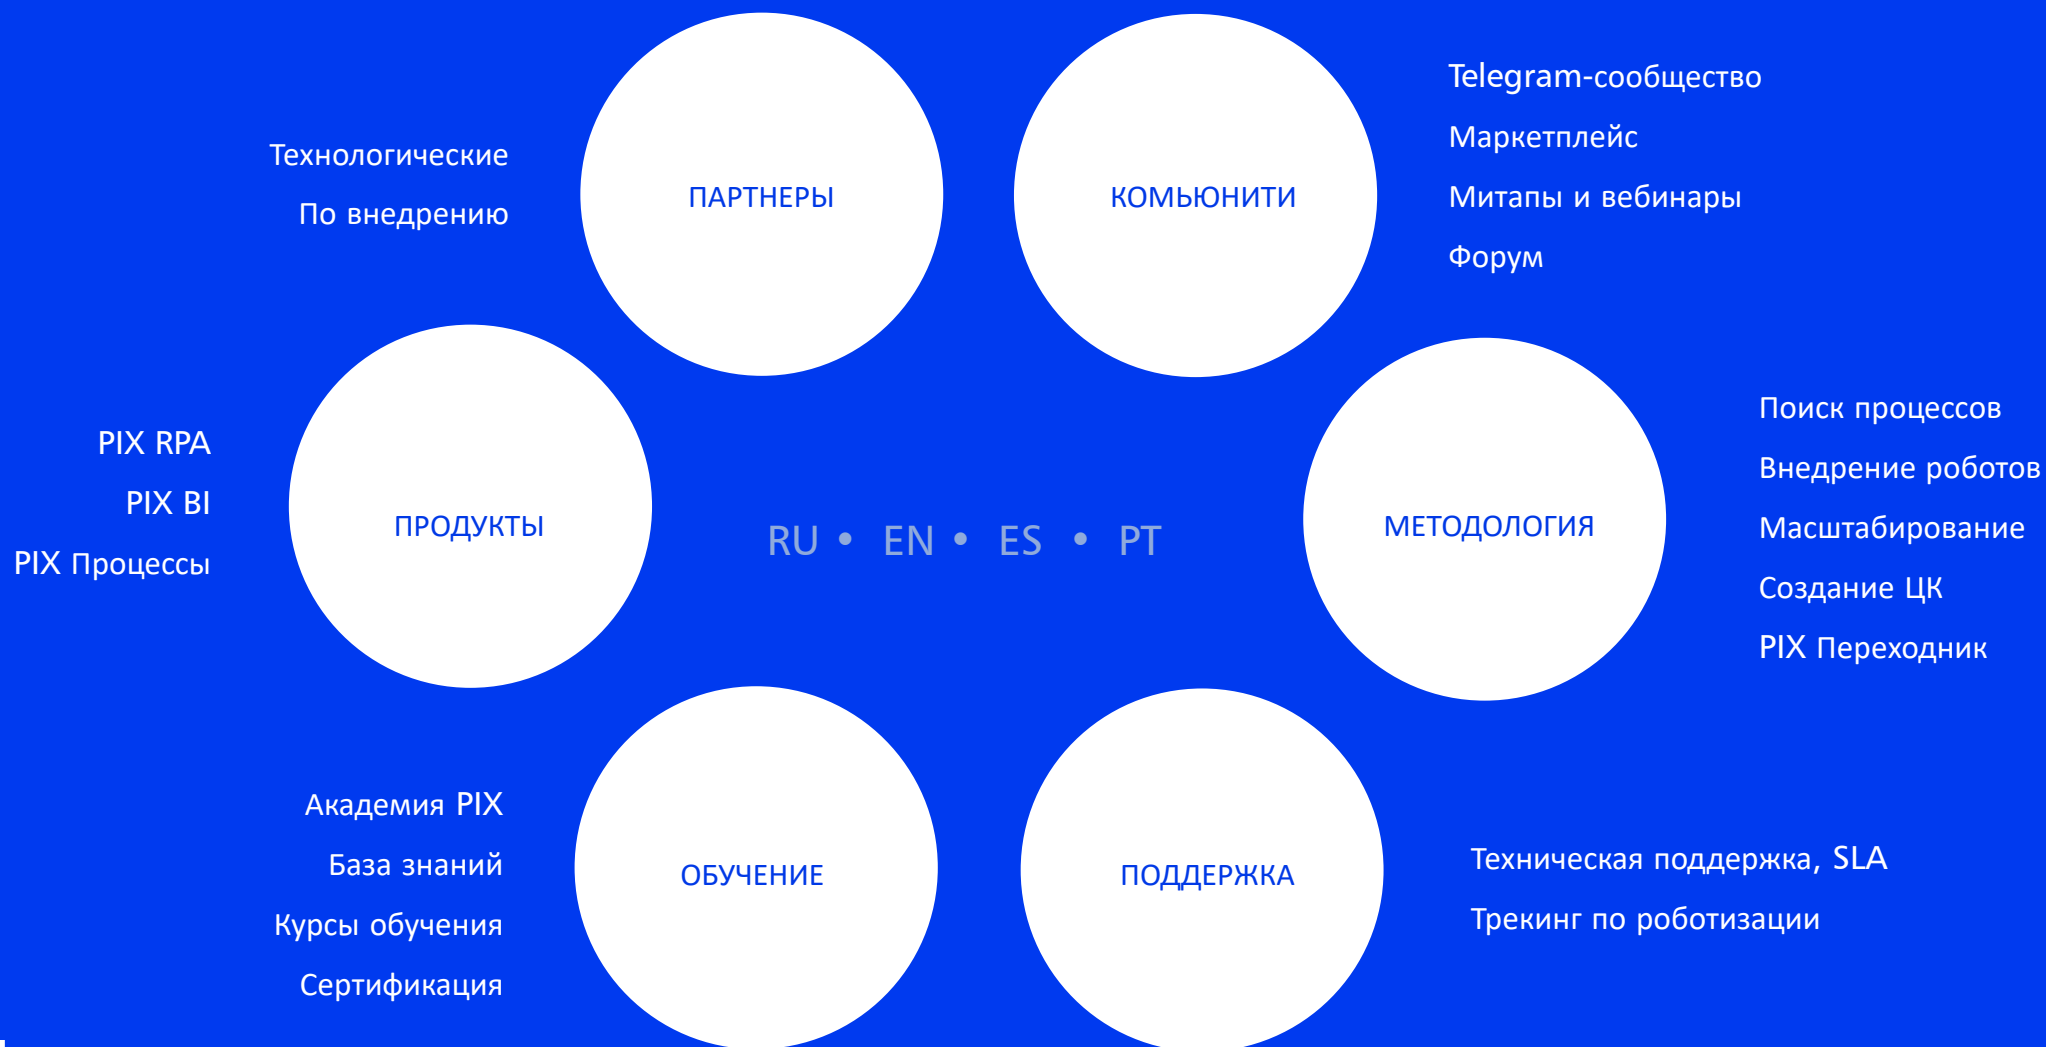 Технологические
По внедрению
ПАРТНЕРЫ
КОМЬЮНИТИ
Telegram-сообщество
Маркетплейс
Митапы и вебинары
Форум
PIX RPA
PIX BI
PIX Процессы
ПРОДУКТЫ
RU • EN • ES • PT
МЕТОДОЛОГИЯ
Поиск процессов
Внедрение роботов
Масштабирование
Создание ЦК
PIX Переходник
Академия PIX
База знаний
Курсы обучения
Сертификация
ОБУЧЕНИЕ
ПОДДЕРЖКА
Техническая поддержка, SLA
Трекинг по роботизации